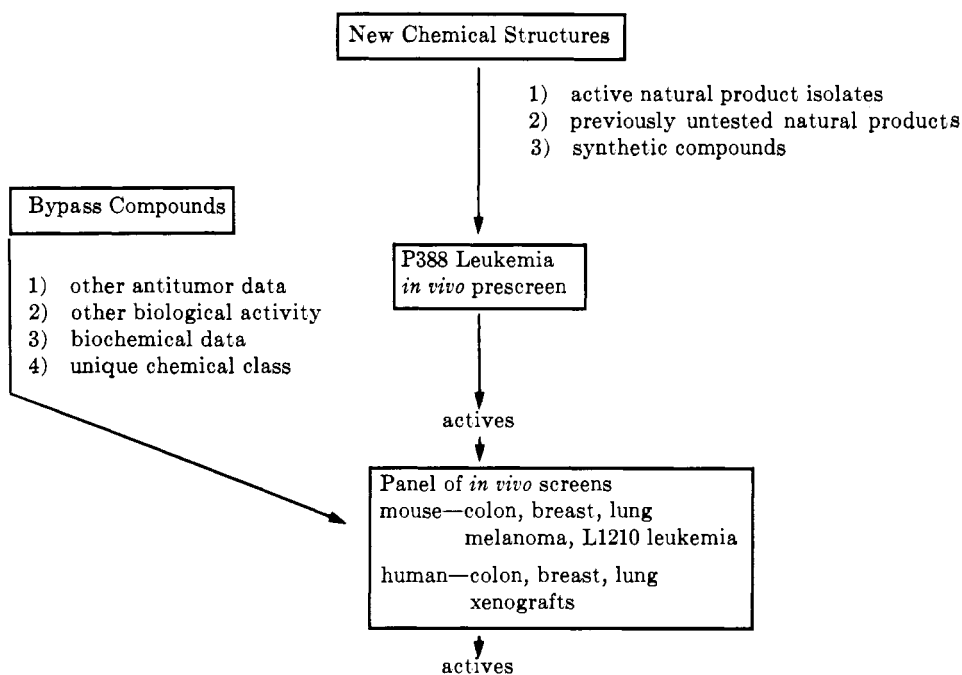 New Chemical Structures
1) active natural product isolates
2) previously untested natural products
3) synthetic compounds
Bypass Compounds
1) other antitumor data
2) other biological activity
3) biochemical data
4) unique chemical class
P388 Leukemia
in vivo prescreen
actives
Panel of in vivo screens
mouse—colon, breast, lung
melanoma, L1210 leukemia
human—colon, breast, lung
xenografts
actives